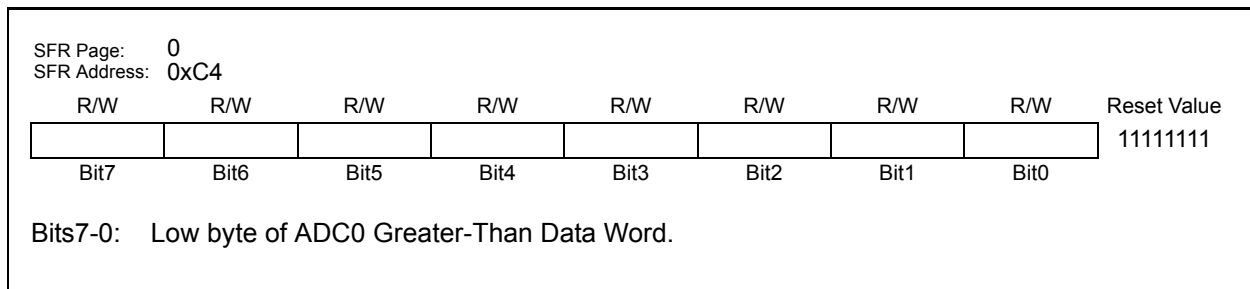 SFR Page: 0
SFR Address: 0xC4
R/W R/W R/W R/W R/W R/W R/W R/W Reset Value
11111111
Bit7 Bit6 Bit5 Bit4 Bit3 Bit2 Bit1 Bit0
Bits7-0: Low byte of ADC0 Greater-Than Data Word.